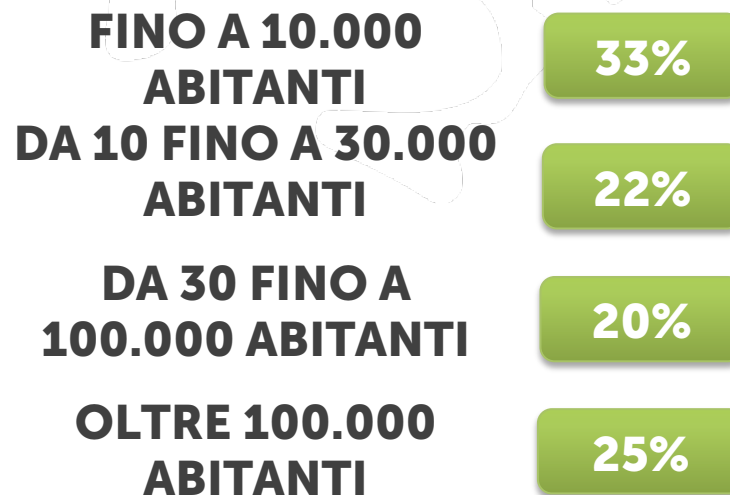 FINO A 10.000
ABITANTI
33%
DA 10 FINO A 30.000
ABITANTI
22%
DA 30 FINO A
100.000 ABITANTI
20%
OLTRE 100.000
ABITANTI
25%